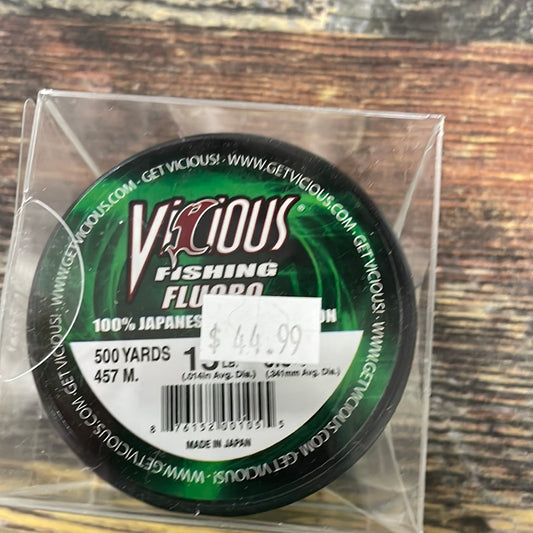 WWW.GETVICIOUS.COM · GET VICIOUS! · WWW.GETVICIOUS.COM · GET VICIOUS! · WWW.GETVICIOUS.COM · GET VICIOUS! · WWW.GETVICIOUS.COM · GET VICIOUS!
VICIOUS®
FISHING
FLUORO
100% JAPANES
$ 44.99
500 YARDS
457 M.
LB.
(.014in Avg. Dia.) (.341mm Avg. Dia.)
MADE IN JAPAN